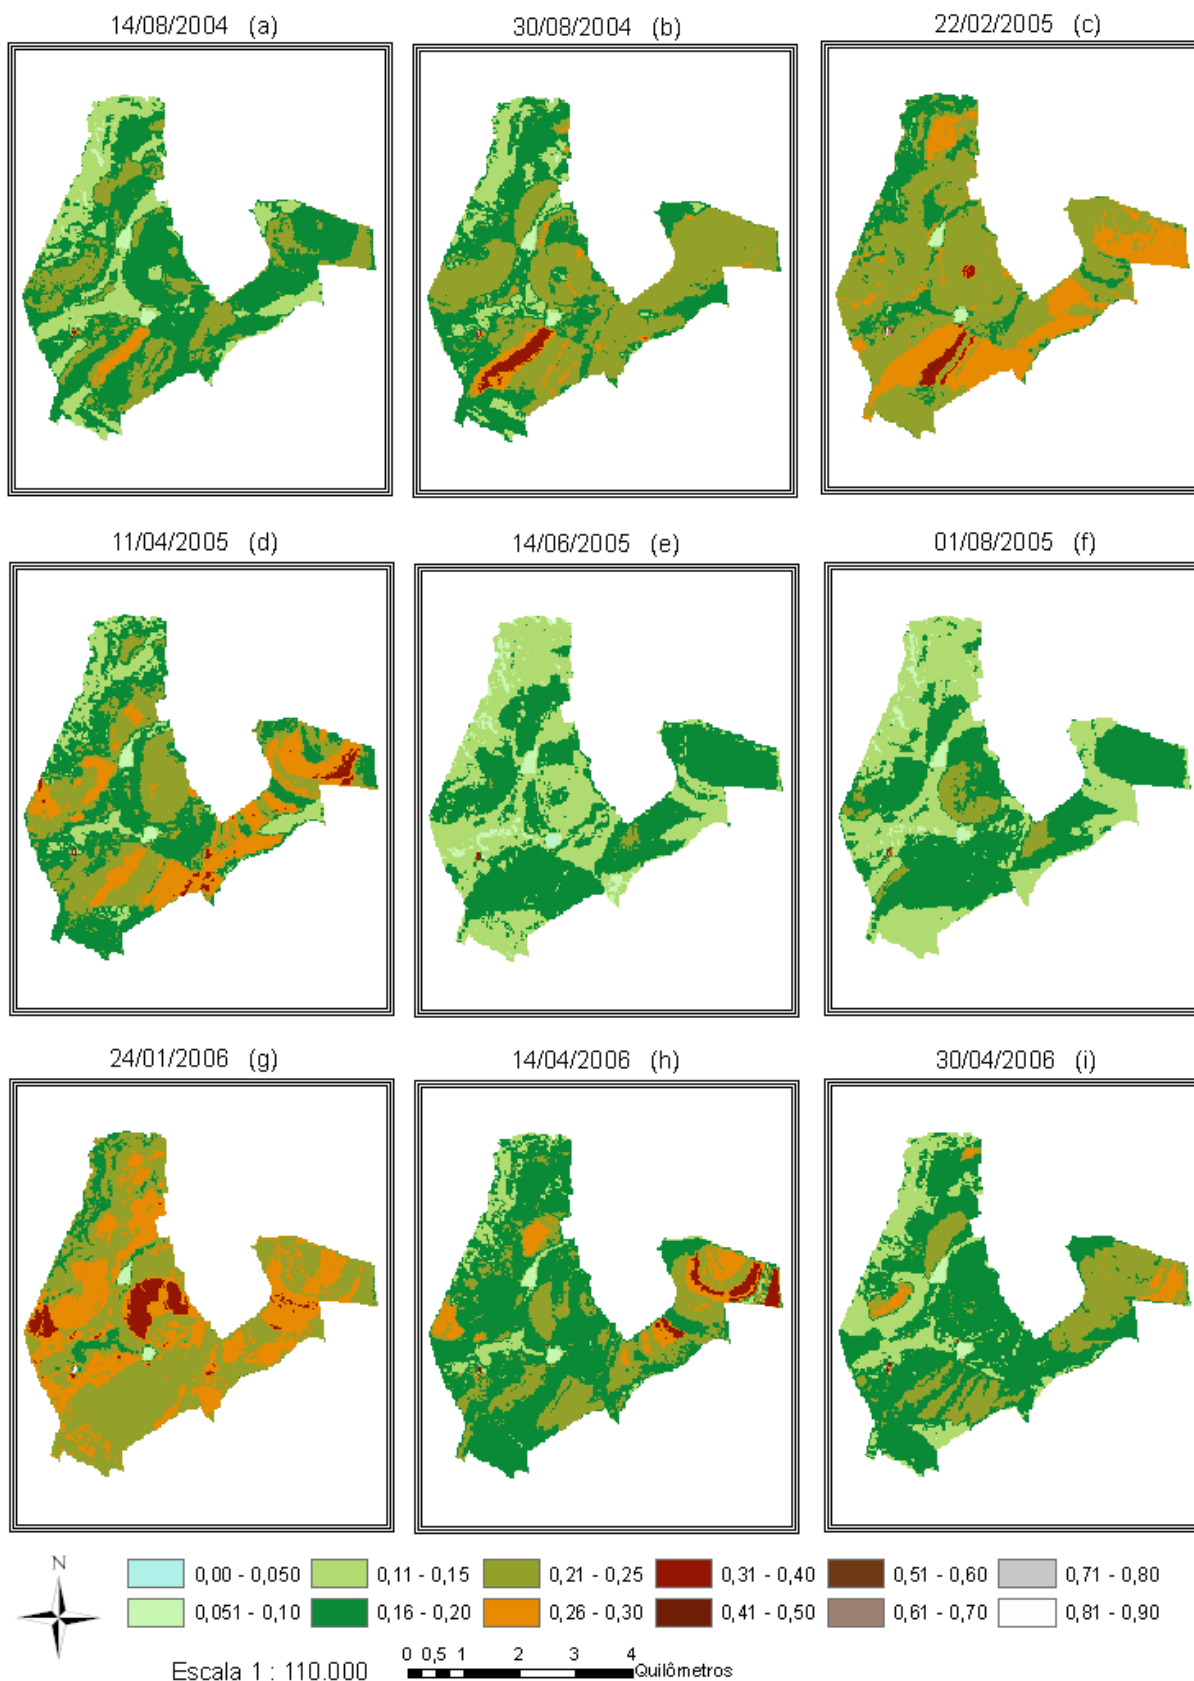 14/08/2004 (a)
30/08/2004 (b)
22/02/2005 (c)
11/04/2005 (d)
14/06/2005 (e)
01/08/2005 (f)
24/01/2006 (g)
14/04/2006 (h)
30/04/2006 (i)
N
0,00 - 0,050
0,11 - 0,15
0,21 - 0,25
0,31 - 0,40
0,51 - 0,60
0,71 - 0,80
0,051 - 0,10
0,16 - 0,20
0,26 - 0,30
0,41 - 0,50
0,61 - 0,70
0,81 - 0,90
Escala 1 : 110.000
0 0,5 1 2 3 4
Quilômetros